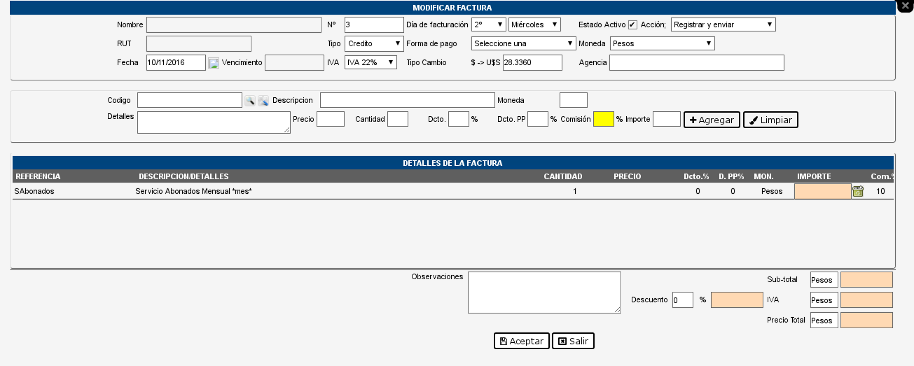 MODIFICAR FACTURA
Nombre Nº 3 Día de facturación 2º Miércoles Estado Activo Acción; Registrar y enviar
RUT Tipo Credito Forma de pago Seleccione una Moneda Pesos
Fecha 10/11/2016 Vencimiento IVA IVA 22% Tipo Cambio $ -> U$S 28.3360 Agencia
Codigo Descripcion Moneda
Detalles Precio Cantidad Dcto. % Dcto. PP % Comisión % Importe Agregar Limpiar
DETALLES DE LA FACTURA
REFERENCIA DESCRIPCION/DETALLES CANTIDAD PRECIO Dcto.% D. PP% MON. IMPORTE Com.%
SAbonados Servicio Abonados Mensual *mes* 1 0 0 Pesos 10
Observaciones Sub-total Pesos
Descuento 0 % IVA Pesos
Precio Total Pesos
Aceptar Salir